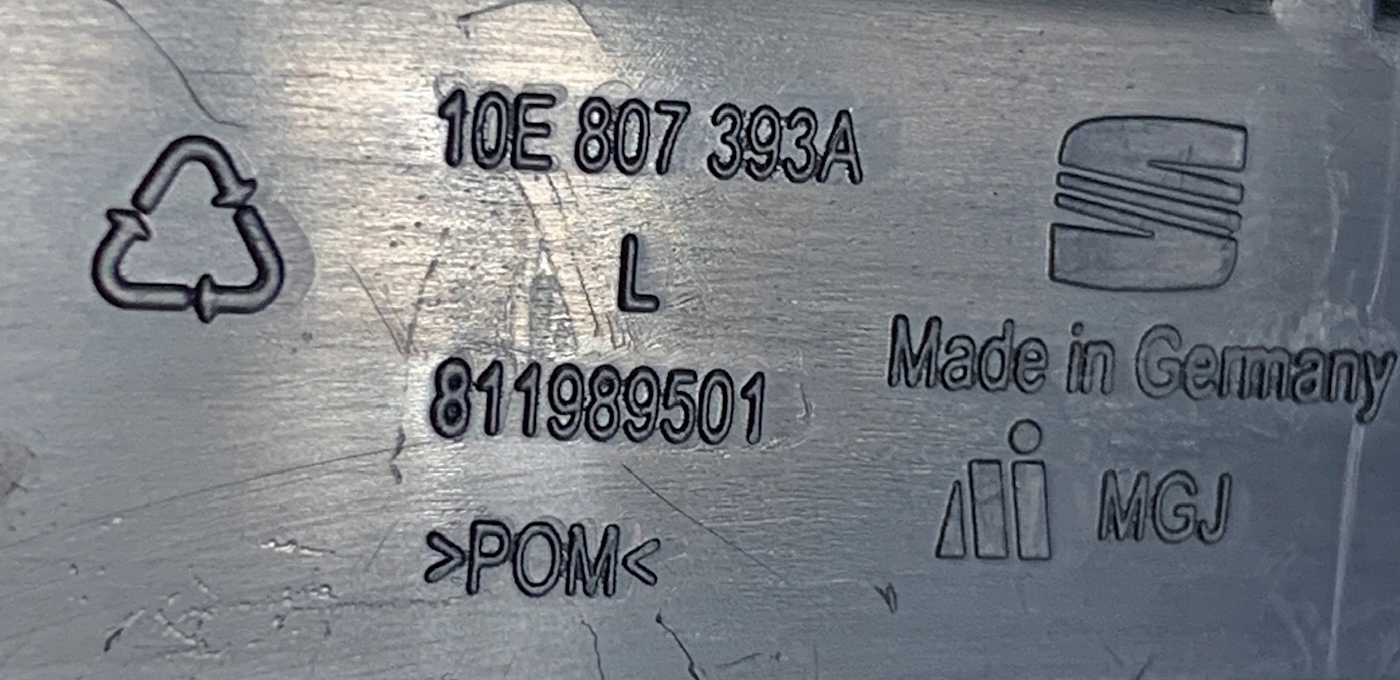 10E 807 393A
L
811989501
>POM<
Made in Germany
MGJ